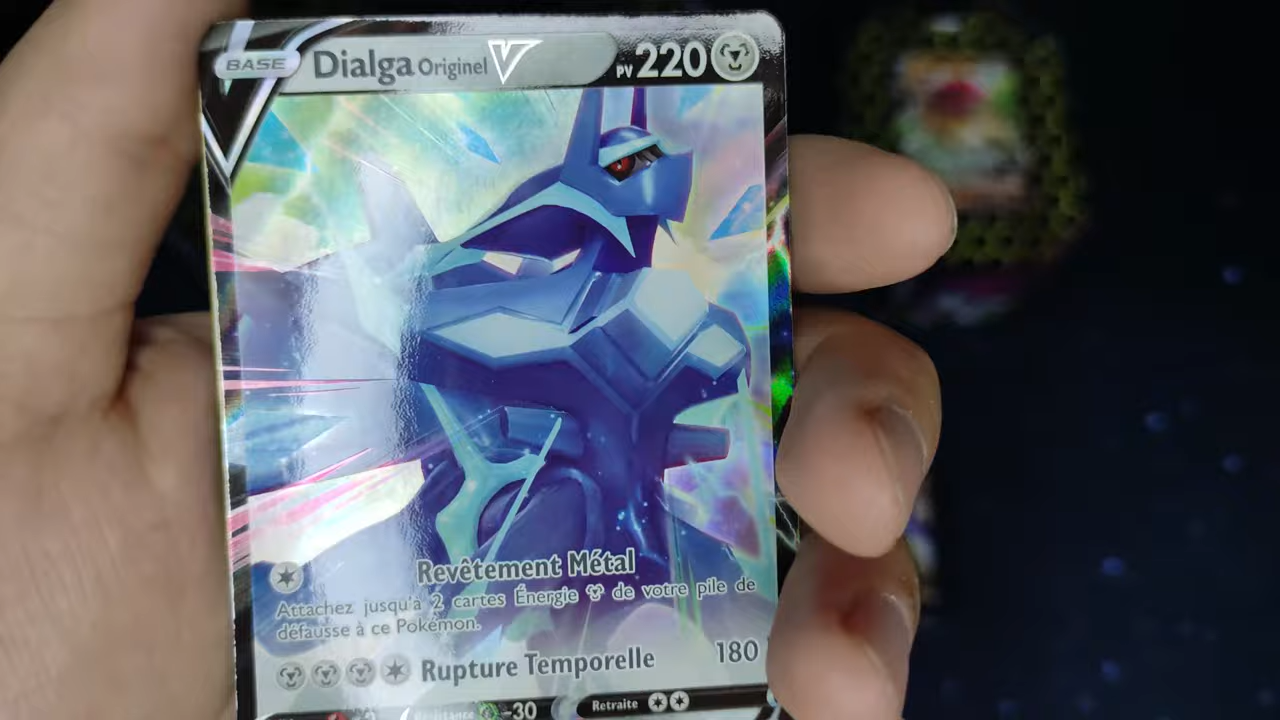 BASE Dialga Originel V PV 220
Revêtement Métal
Attachez jusqu'à 2 cartes Énergie de votre pile de
défausse à ce Pokémon.
Rupture Temporelle 180
Résistance -30 Retraite